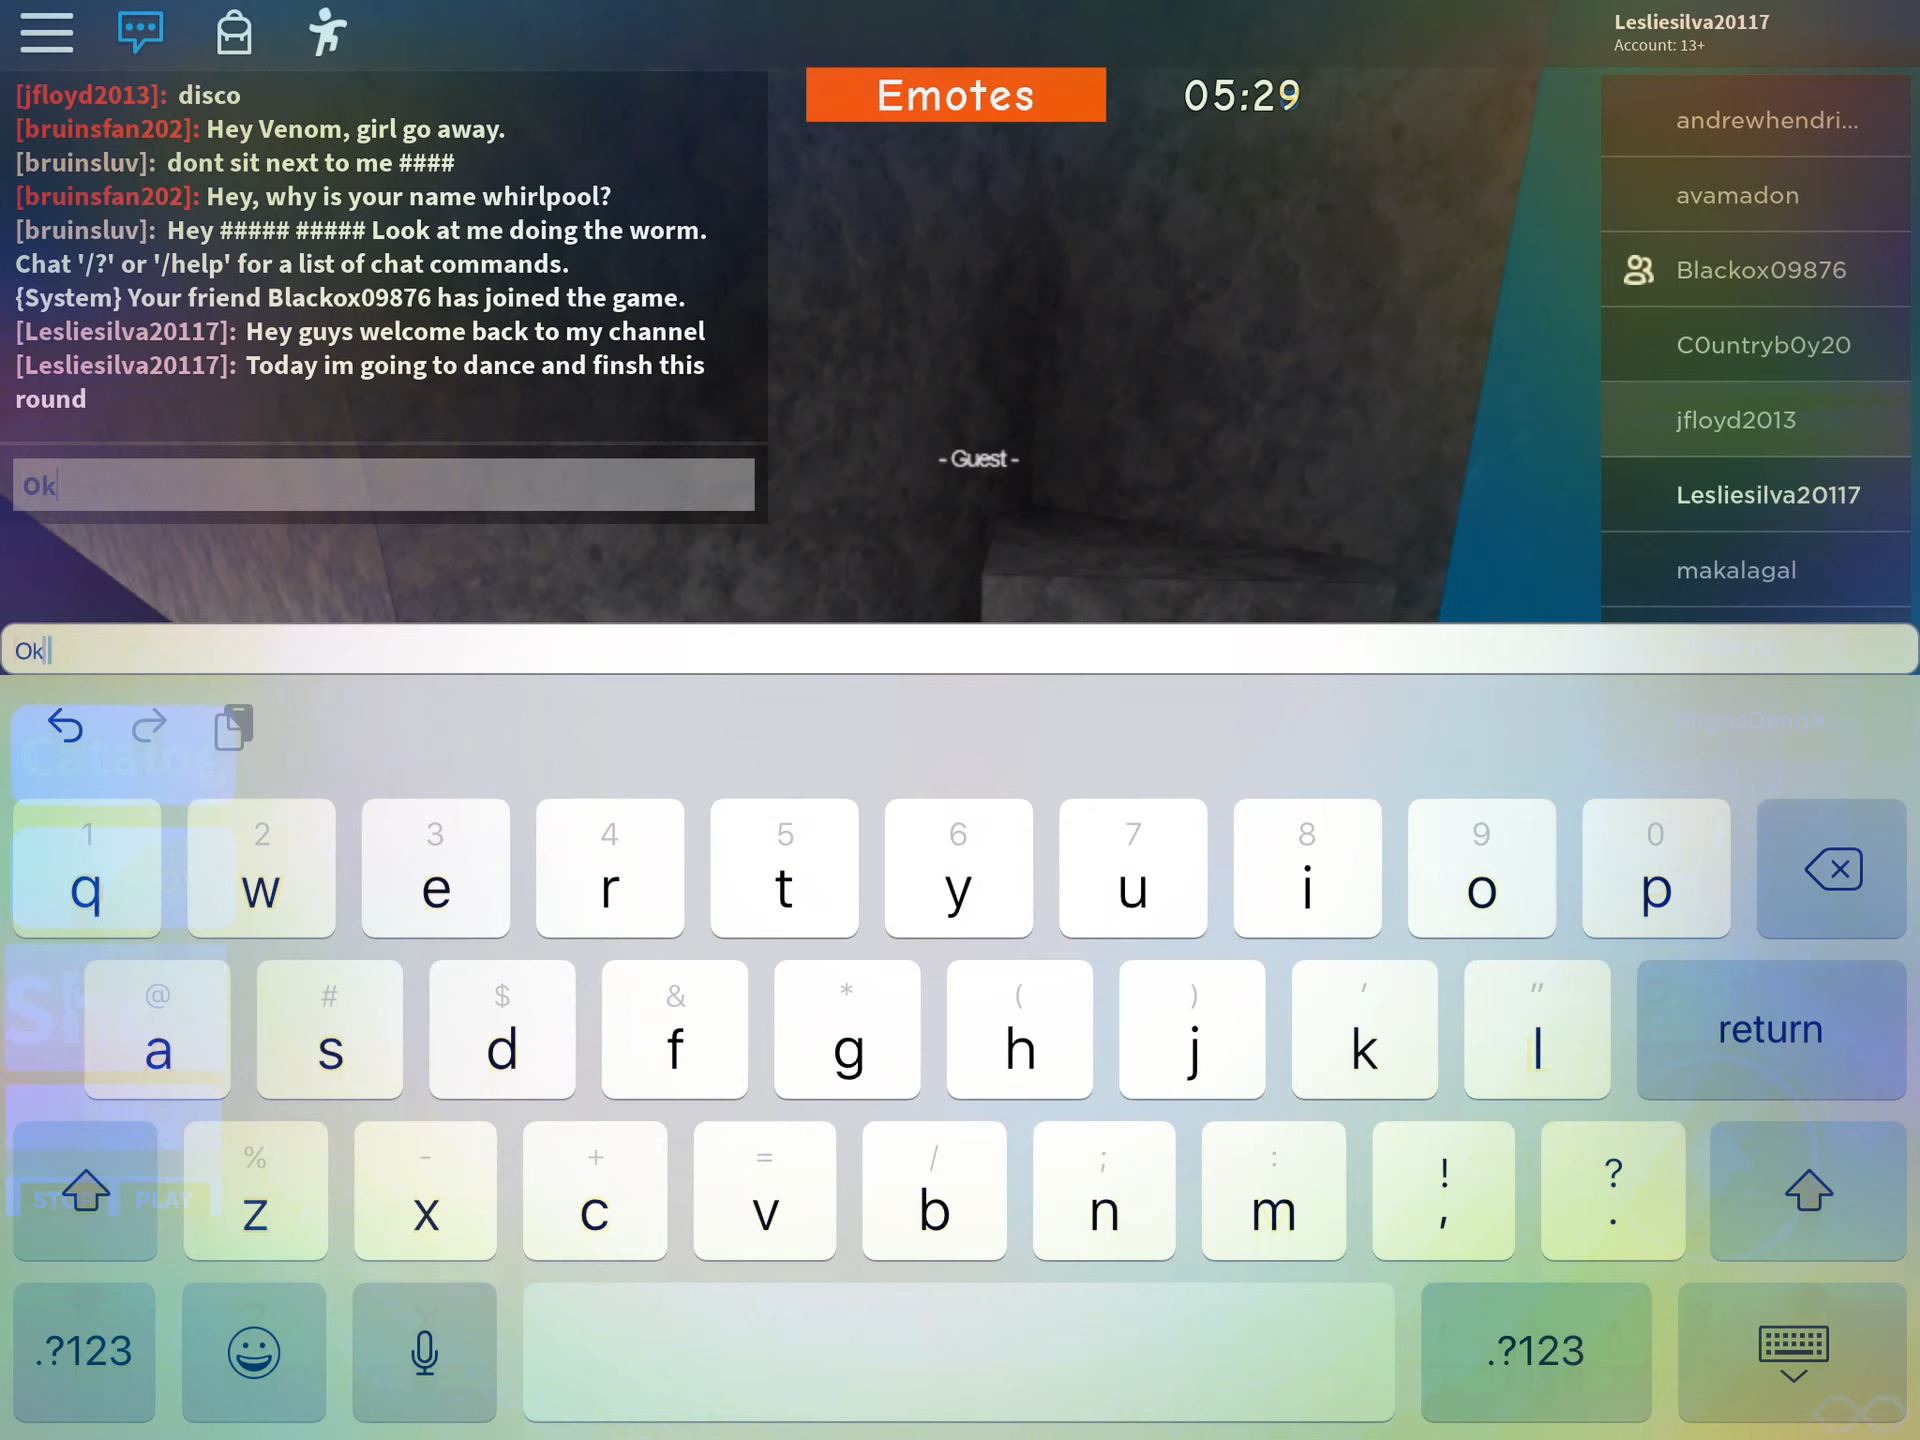 Lesliesilva20117
Account: 13+
[jfloyd2013]: disco
[bruinsfan202]: Hey Venom, girl go away.
[bruinsluv]: dont sit next to me ####
[bruinsfan202]: Hey, why is your name whirlpool?
[bruinsluv]: Hey ##### ##### Look at me doing the worm.
Chat '/?' or '/help' for a list of chat commands.
{System} Your friend Blackox09876 has joined the game.
[Lesliesilva20117]: Hey guys welcome back to my channel
[Lesliesilva20117]: Today im going to dance and finsh this
round
Ok
Emotes
05:29
- Guest -
andrewhendri...
avamadon
Blackox09876
C0untryb0y20
jfloyd2013
Lesliesilva20117
makalagal
Ok
Catalog
1 2 3 4 5 6 7 8 9 0
q w e r t y u i o p
@ # $ & * ( ) ' "
a s d f g h j k l return
% - + = / ; : ! ?
z x c v b n m , .
PLAY
.?123 .?123